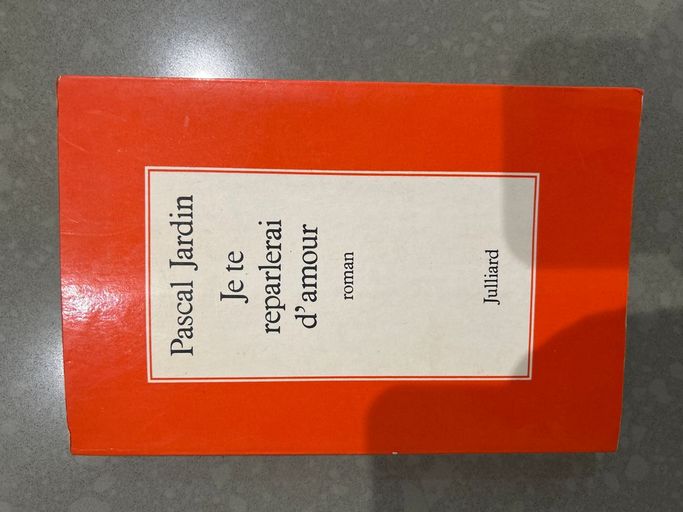 Pascal Jardin
Je te
reparlerai
d'amour
roman
Julliard